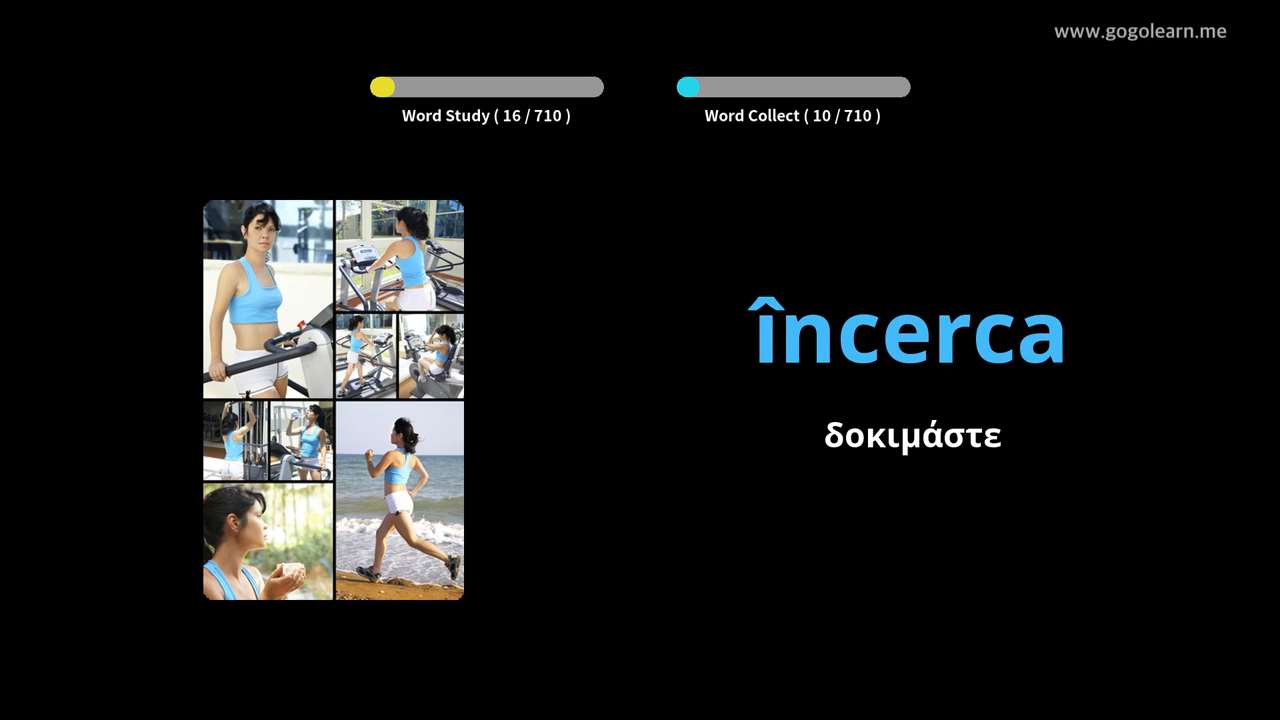 www.gogolearn.me
Word Study ( 16 / 710 )
Word Collect ( 10 / 710 )
încerca
δοκιμάστε